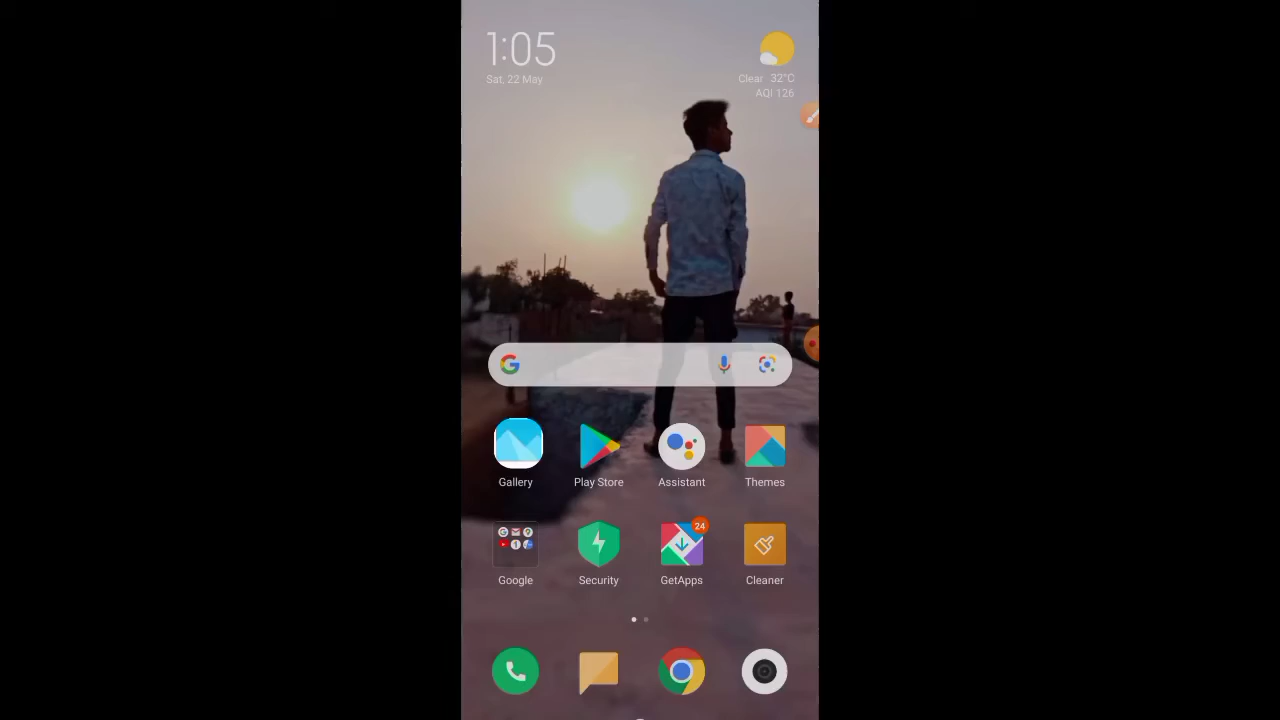 1:05
Sat, 22 May
Clear 32°C
AQI 126
Gallery
Play Store
Assistant
Themes
24
Google
Security
GetApps
Cleaner